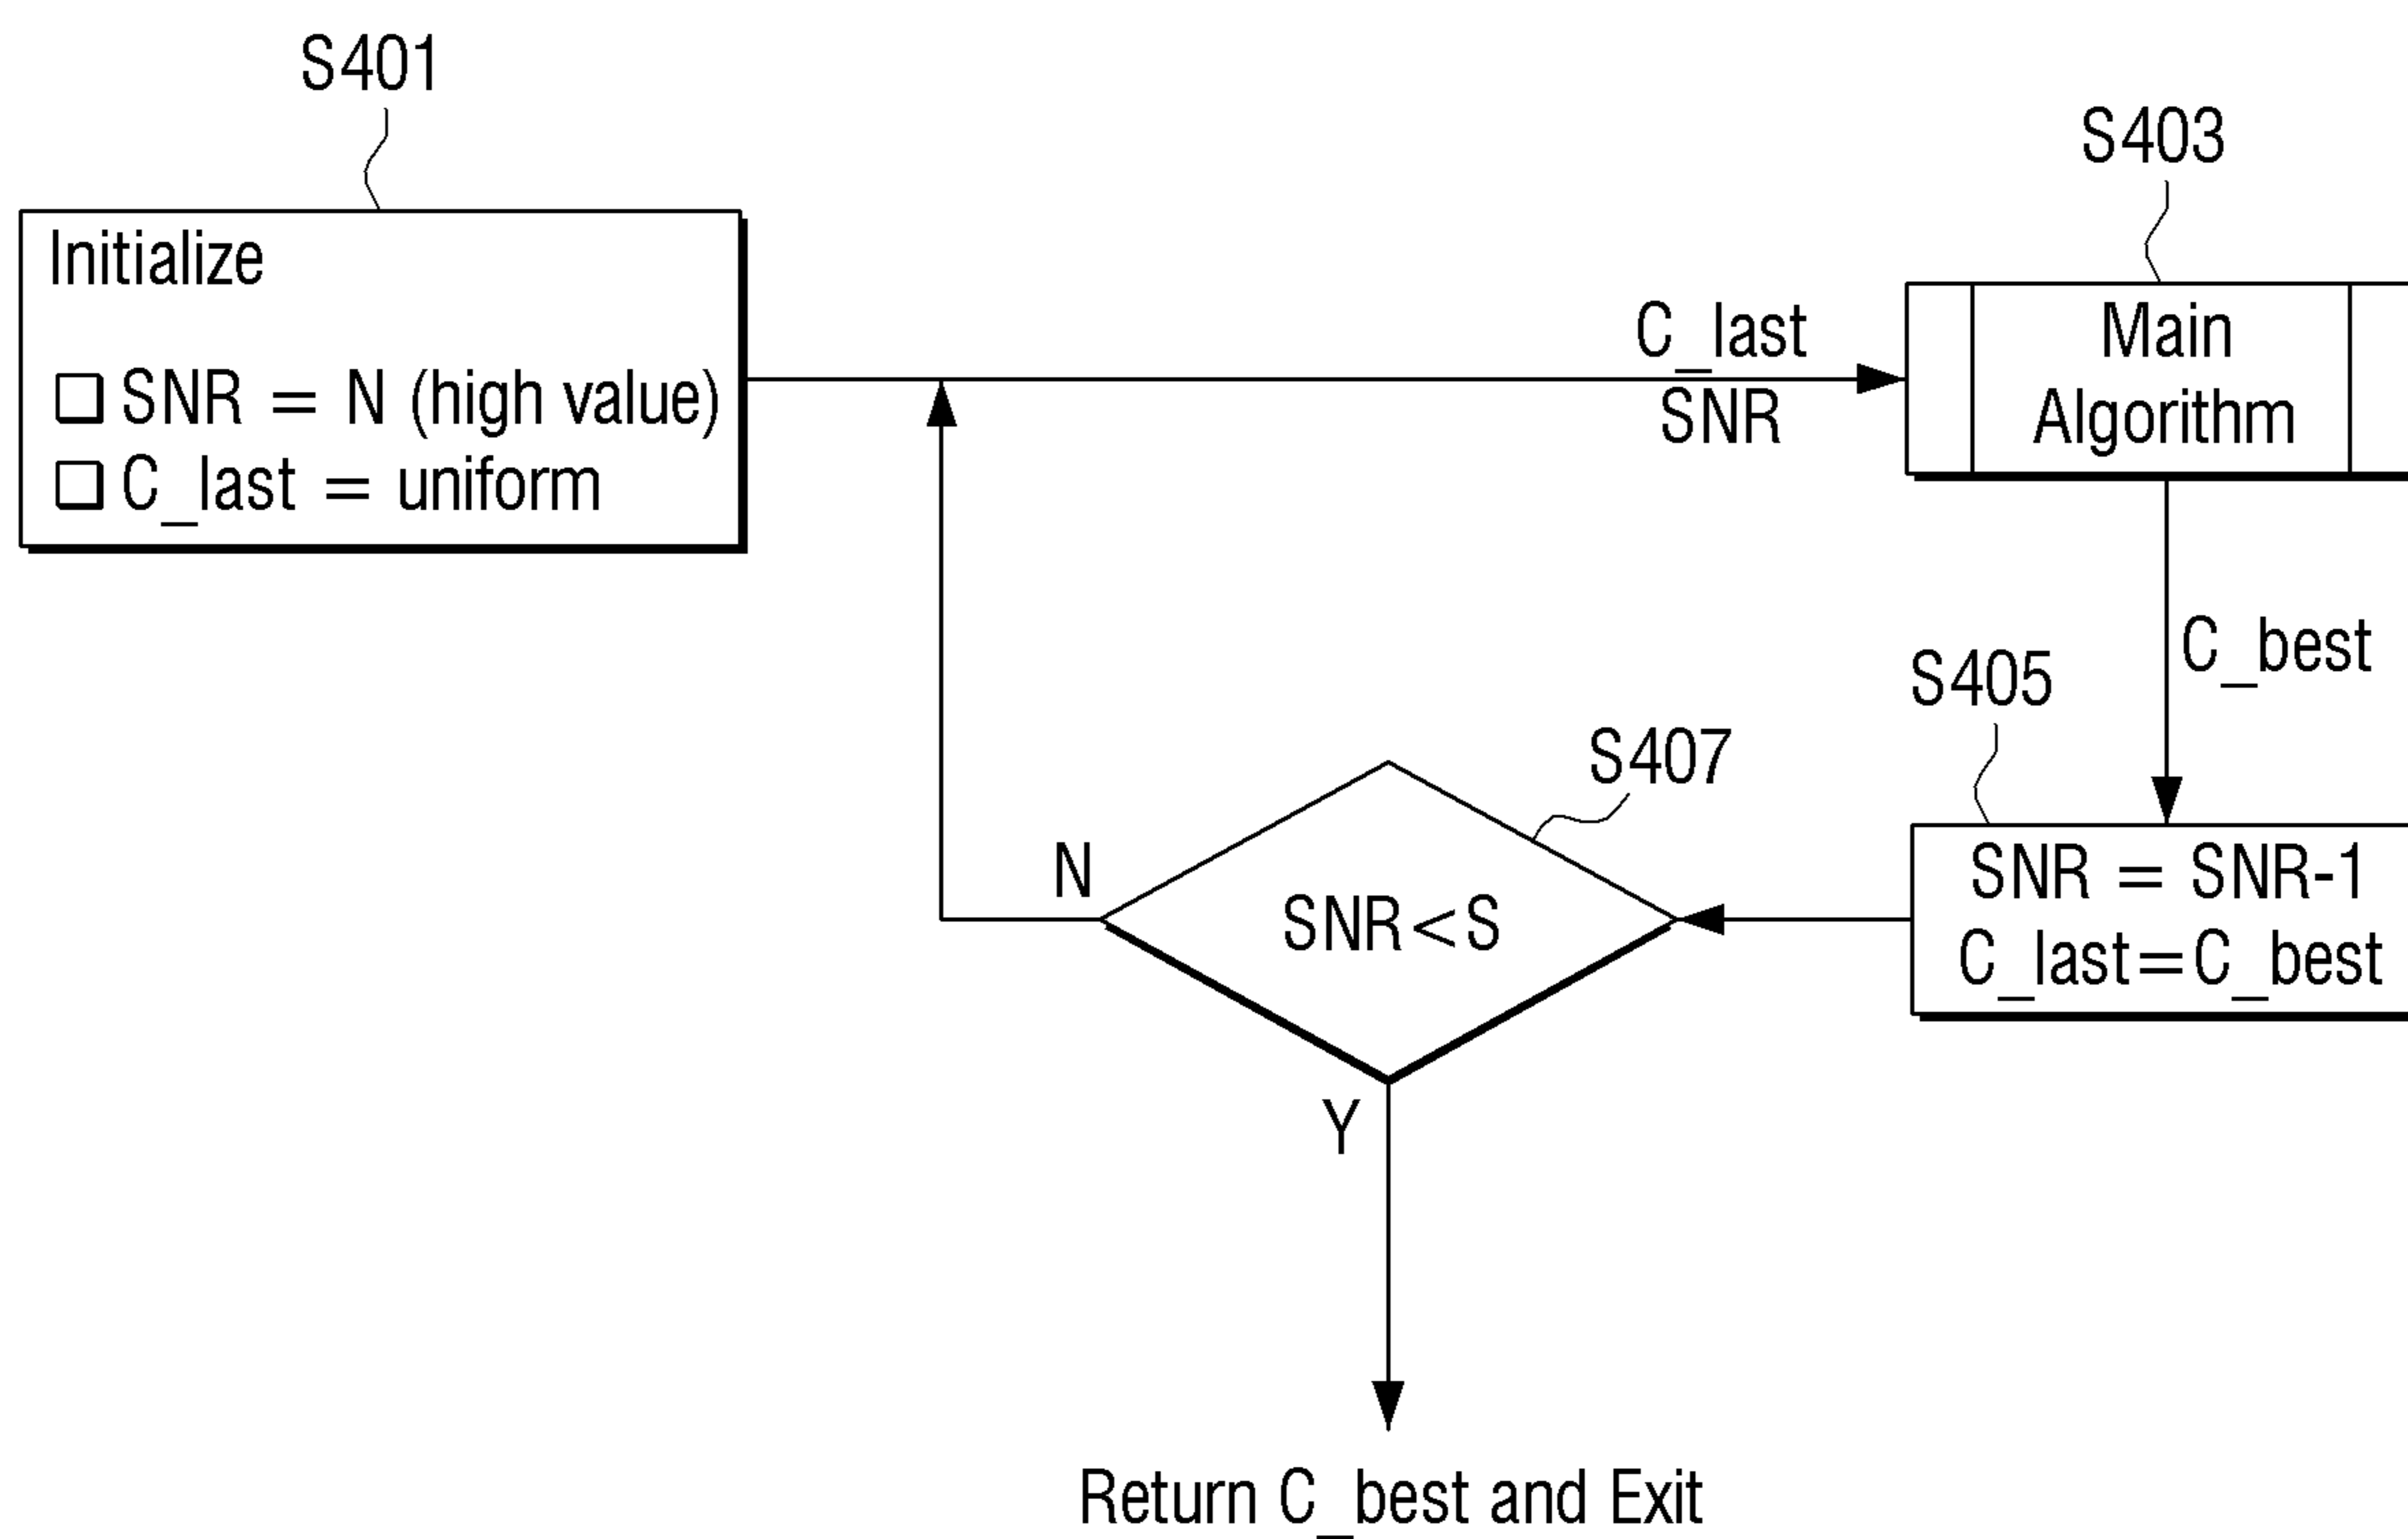 S401
Initialize
SNR = N (high value)
C_last = uniform
S403
C_last
SNR
Main
Algorithm
C_best
S405
SNR = SNR-1
C_last=C_best
S407
SNR<S
N
Y
Return C_best and Exit